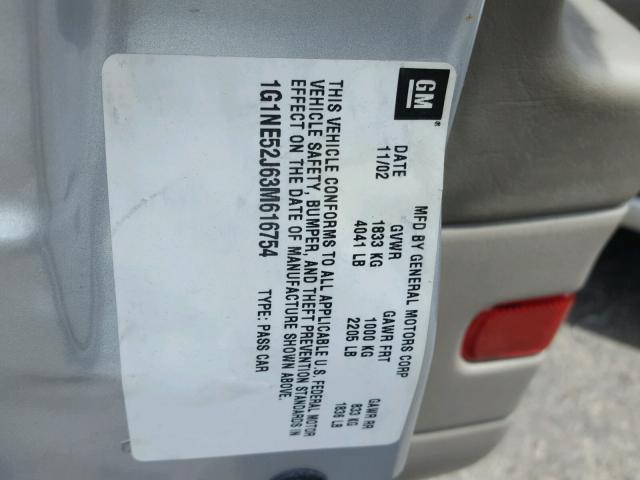 GM®
MFD BY GENERAL MOTORS CORP
DATE GVWR GAWR FRT GAWR RR
11/02 1833 KG 1000 KG 833 KG
4041 LB 2205 LB 1836 LB
THIS VEHICLE CONFORMS TO ALL APPLICABLE U.S. FEDERAL MOTOR
VEHICLE SAFETY, BUMPER, AND THEFT PREVENTION STANDARDS IN
EFFECT ON THE DATE OF MANUFACTURE SHOWN ABOVE.
1G1NE52J63M616754 TYPE: PASS CAR